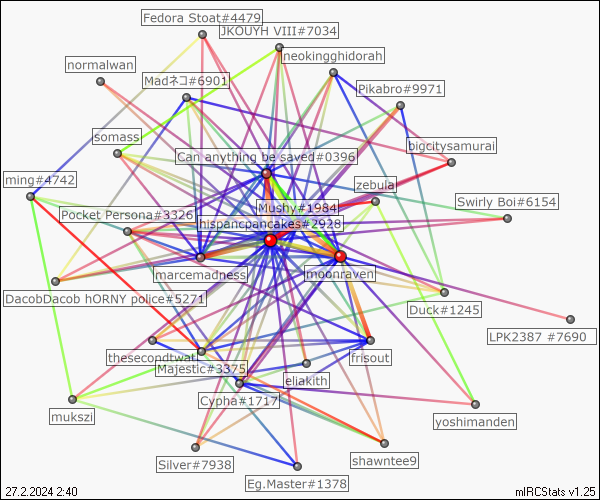 Fedora Stoat#4479
JKOUYH VIII#7034
neokingghidorah
normalwan
Madネコ#6901
Pikabro#9971
somass
bigcitysamurai
Can anything be saved#0396
ming#4742
zebula
Swirly Boi#6154
Pocket Persona#3326
Mushy#1984
hispanicpancakes#2928
marcemadness
moonraven
DacobDacob hORNY police#5271
Duck#1245
LPK2387 #7690
thesecondtwat
frisout
Majestic#3375
eljakith
Cypha#1717
mukszi
yoshimanden
Silver#7938
shawntee9
Eg.Master#1378
27.2.2024 2:40
mIRCStats v1.25